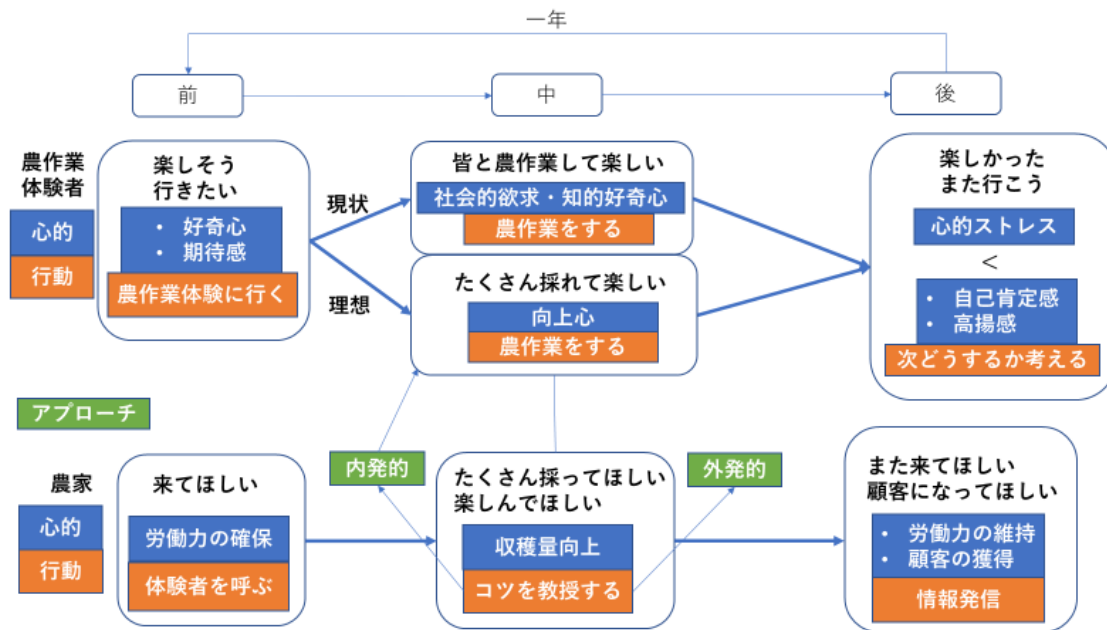 一年
前
中
後
農作業
体験者
心的
行動
楽しそう
行きたい
• 好奇心
• 期待感
農作業体験に行く
現状
理想
皆と農作業して楽しい
社会的欲求・知的好奇心
農作業をする
たくさん採れて楽しい
向上心
農作業をする
楽しかった
また行こう
心的ストレス
<
• 自己肯定感
• 高揚感
次どうするか考える
アプローチ
内発的
外発的
農家
心的
行動
来てほしい
労働力の確保
体験者を呼ぶ
たくさん採ってほしい
楽しんでほしい
収穫量向上
コツを教授する
また来てほしい
顧客になってほしい
• 労働力の維持
• 顧客の獲得
情報発信